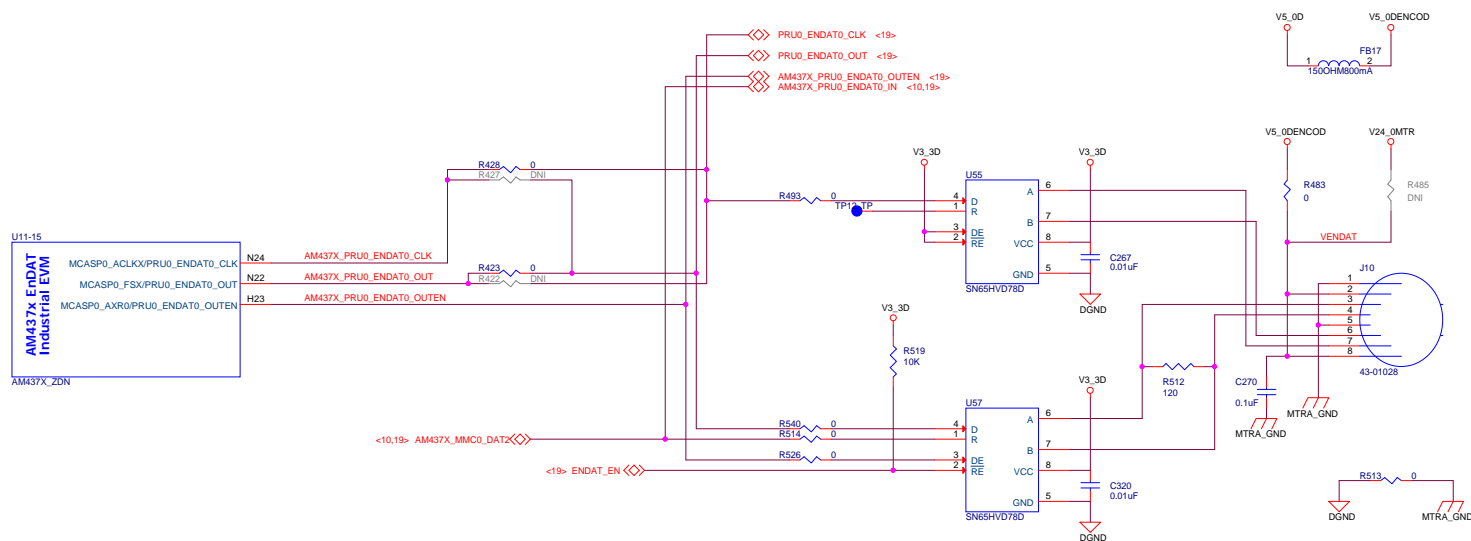 V5_0D V5_0DENCOD
PRU0_ENDAT0_CLK <19>
FB17
PRU0_ENDAT0_OUT <19>
1 2
150OHM800mA
AM437X_PRU0_ENDAT0_OUTEN <19>
AM437X_PRU0_ENDAT0_IN <10,19>
V5_0DENCOD V24_0MTR
V3_3D V3_3D
R428 0
R427 DNI
U55
R483
0
R485
DNI
R493 0
4 D A 6
TP12 TP
1 R
B 7
3 DE
2 RE VCC 8
VENDAT
U11-15
AM437x EnDAT
Industrial EVM
MCASP0_ACLKX/PRU0_ENDAT0_CLK N24 AM437X_PRU0_ENDAT0_CLK
MCASP0_FSX/PRU0_ENDAT0_OUT N22 AM437X_PRU0_ENDAT0_OUT
MCASP0_AXR0/PRU0_ENDAT0_OUTEN H23 AM437X_PRU0_ENDAT0_OUTEN
AM437X_ZDN
R423 0
R422 DNI
C267
0.01uF
GND 5
SN65HVD78D
DGND
J10
1
2
3
4
5
6
7
8
43-01028
V3_3D
R519
10K
R512
120
C270
0.1uF
MTRA_GND
MTRA_GND
V3_3D
U57
R540 0
4 D A 6
<10,19> AM437X_MMC0_DAT2
R514 0
1 R
B 7
R526 0
3 DE
<19> ENDAT_EN
2 RE VCC 8
C320
0.01uF
GND 5
SN65HVD78D
DGND
R513 0
DGND MTRA_GND